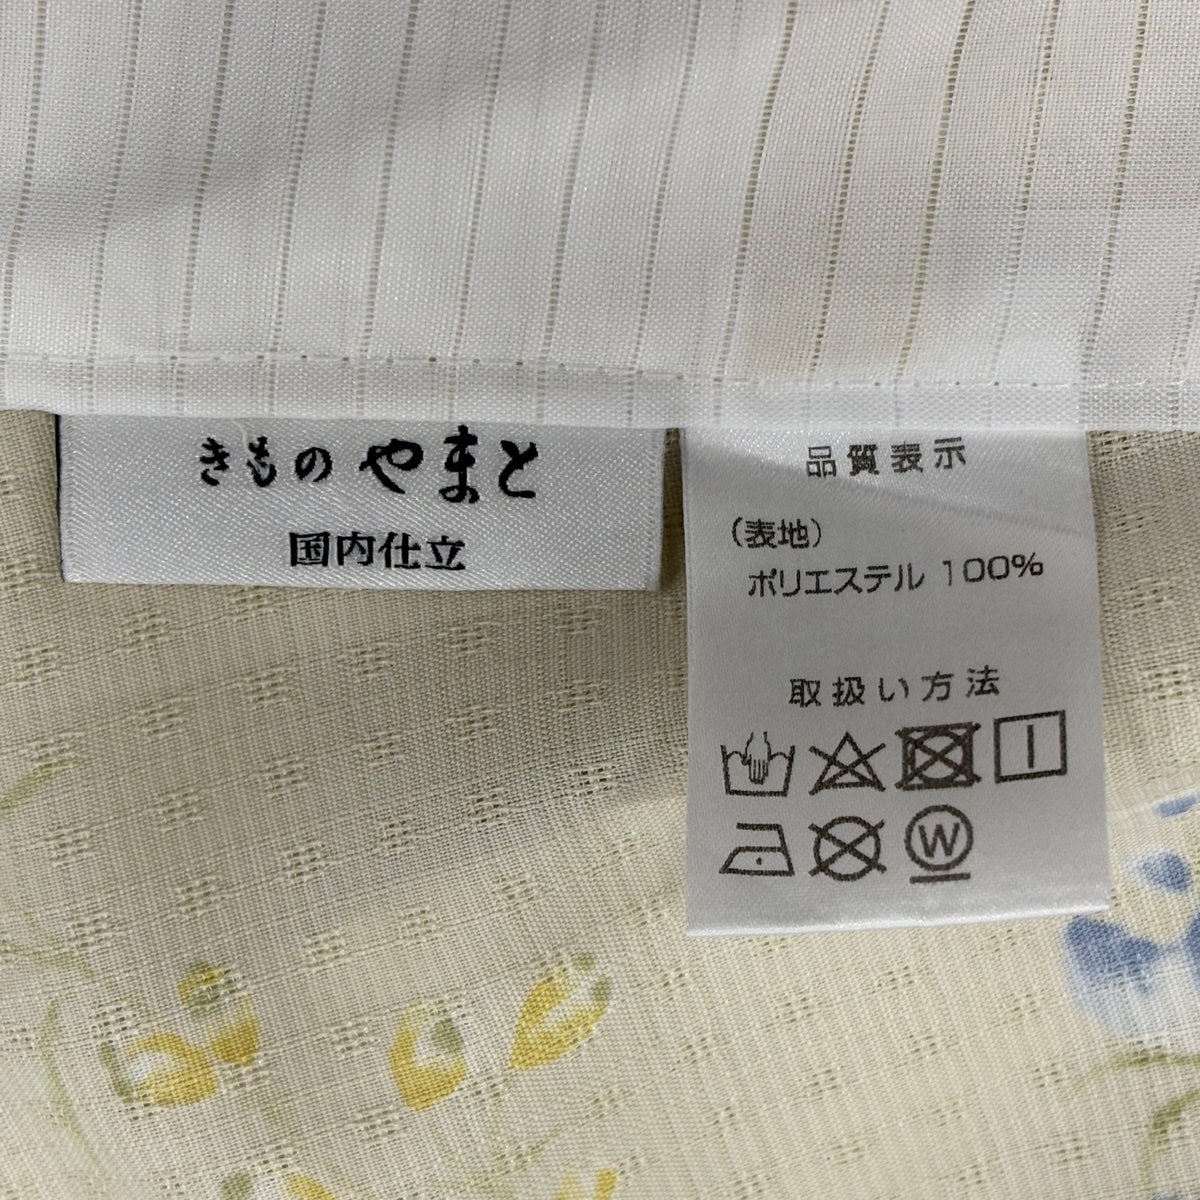 きもの やまと
国内仕立
品質表示
（表地）
ポリエステル 100%
取扱い方法
W